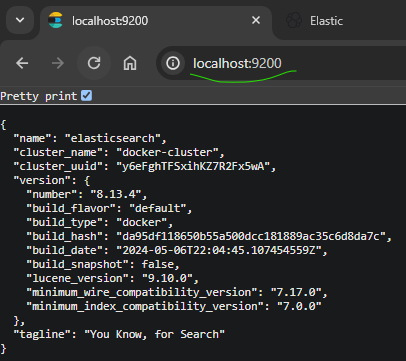 localhost:9200
Elastic
localhost:9200
Pretty print
{
  "name": "elasticsearch",
  "cluster_name": "docker-cluster",
  "cluster_uuid": "y6eFghTFSxihKZ7R2Fx5wA",
  "version": {
    "number": "8.13.4",
    "build_flavor": "default",
    "build_type": "docker",
    "build_hash": "da95df118650b55a500dcc181889ac35c6d8da7c",
    "build_date": "2024-05-06T22:04:45.107454559Z",
    "build_snapshot": false,
    "lucene_version": "9.10.0",
    "minimum_wire_compatibility_version": "7.17.0",
    "minimum_index_compatibility_version": "7.0.0"
  },
  "tagline": "You Know, for Search"
}